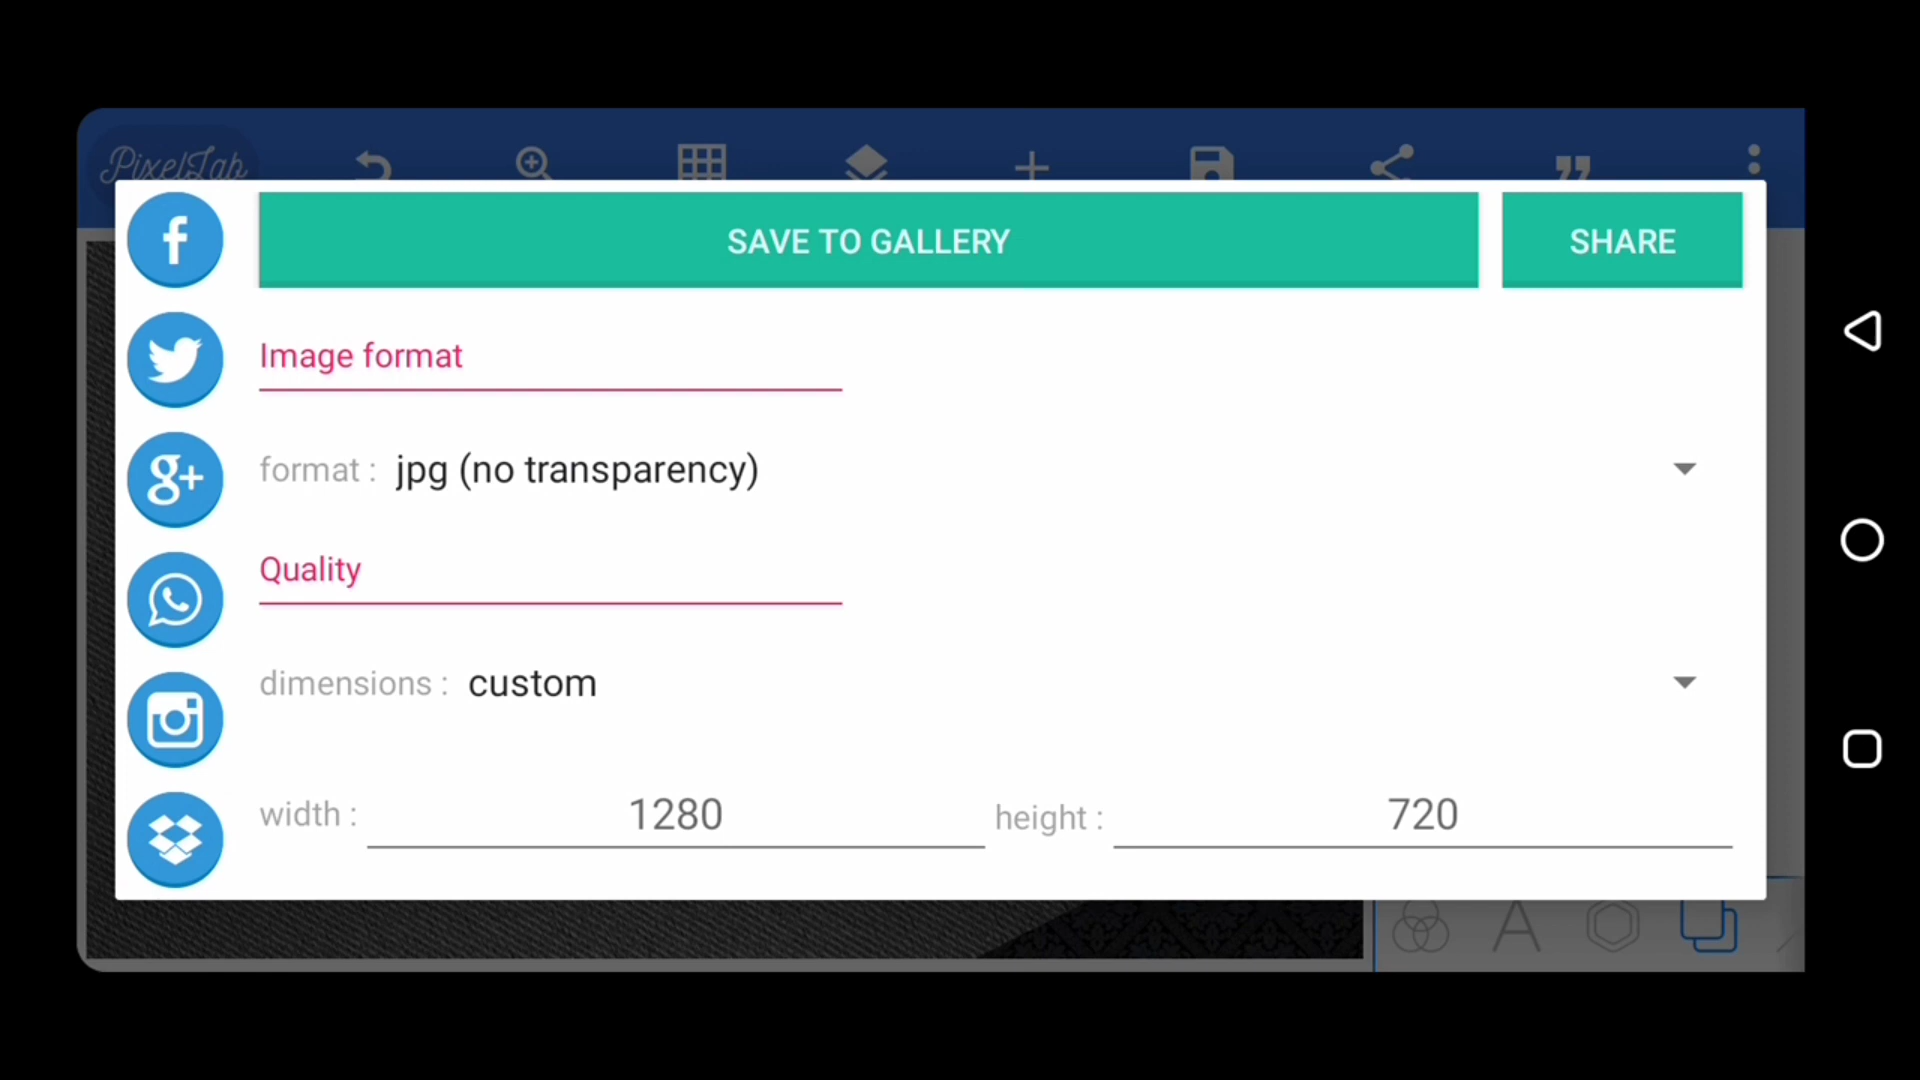 PixelLab
SAVE TO GALLERY
SHARE
Image format
format : jpg (no transparency)
Quality
dimensions : custom
width : 1280 height : 720